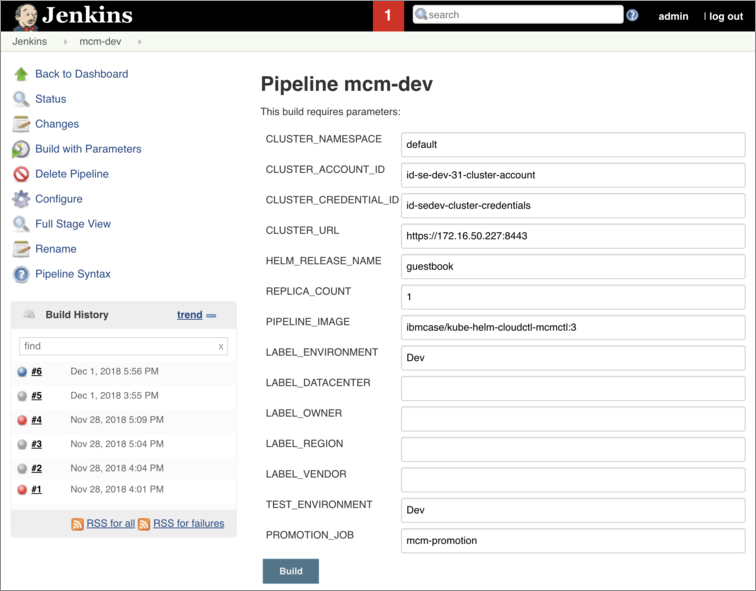 Jenkins
1
search
?
admin
| log out
Jenkins
mcm-dev
Back to Dashboard
Status
Changes
Build with Parameters
Delete Pipeline
Configure
Full Stage View
Rename
Pipeline Syntax
Build History
trend
find
x
#6 Dec 1, 2018 5:56 PM
#5 Dec 1, 2018 3:55 PM
#4 Nov 28, 2018 5:09 PM
#3 Nov 28, 2018 5:04 PM
#2 Nov 28, 2018 4:04 PM
#1 Nov 28, 2018 4:01 PM
RSS for all RSS for failures
Pipeline mcm-dev
This build requires parameters:
CLUSTER_NAMESPACE default
CLUSTER_ACCOUNT_ID id-se-dev-31-cluster-account
CLUSTER_CREDENTIAL_ID id-sedev-cluster-credentials
CLUSTER_URL https://172.16.50.227:8443
HELM_RELEASE_NAME guestbook
REPLICA_COUNT 1
PIPELINE_IMAGE ibmcase/kube-helm-cloudctl-mcmctl:3
LABEL_ENVIRONMENT Dev
LABEL_DATACENTER
LABEL_OWNER
LABEL_REGION
LABEL_VENDOR
TEST_ENVIRONMENT Dev
PROMOTION_JOB mcm-promotion
Build